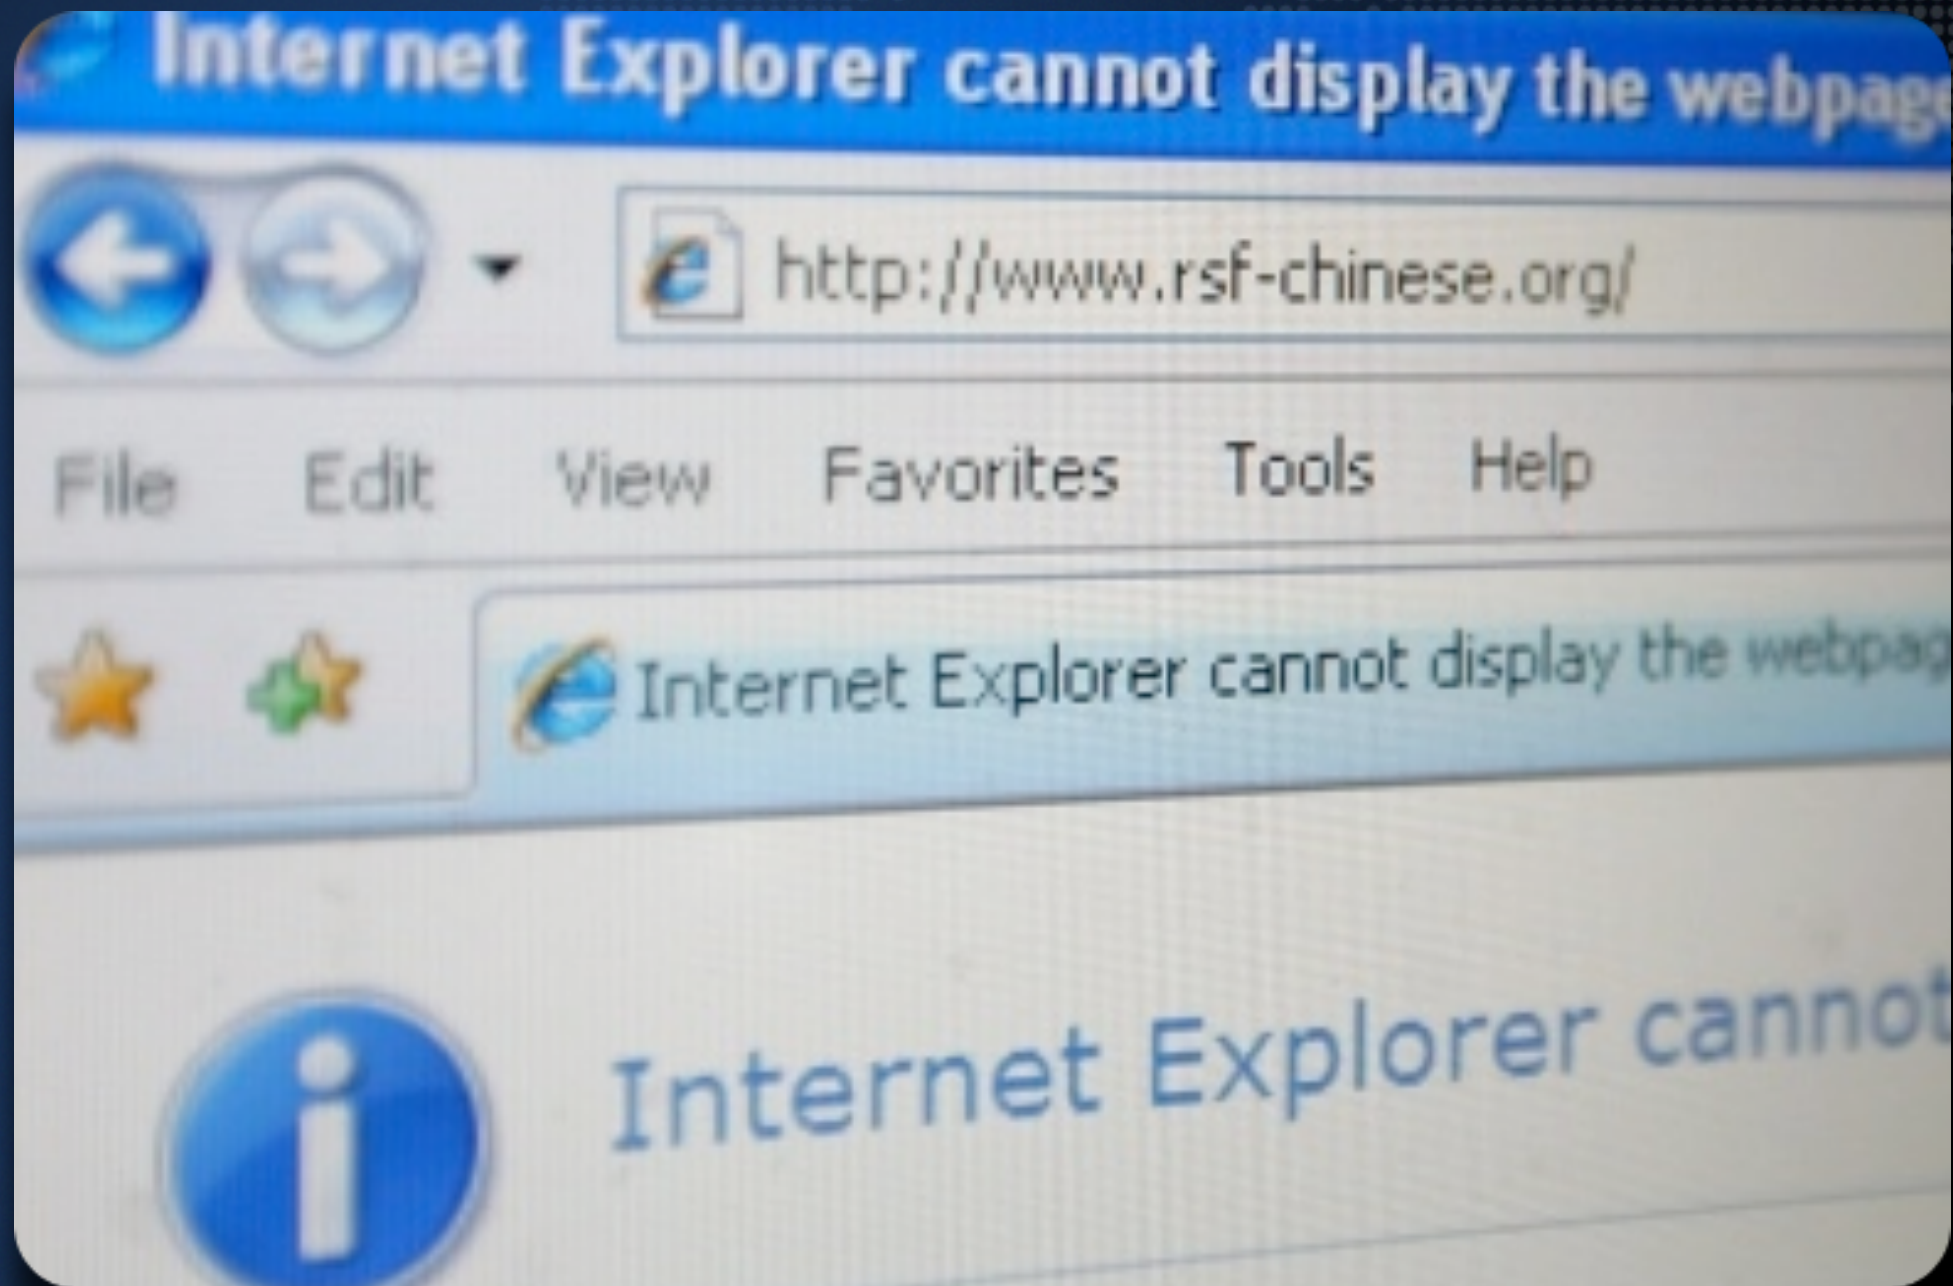 Internet Explorer cannot display the webpage
http://www.rsf-chinese.org/
File Edit View Favorites Tools Help
Internet Explorer cannot display the webpag
Internet Explorer cannot